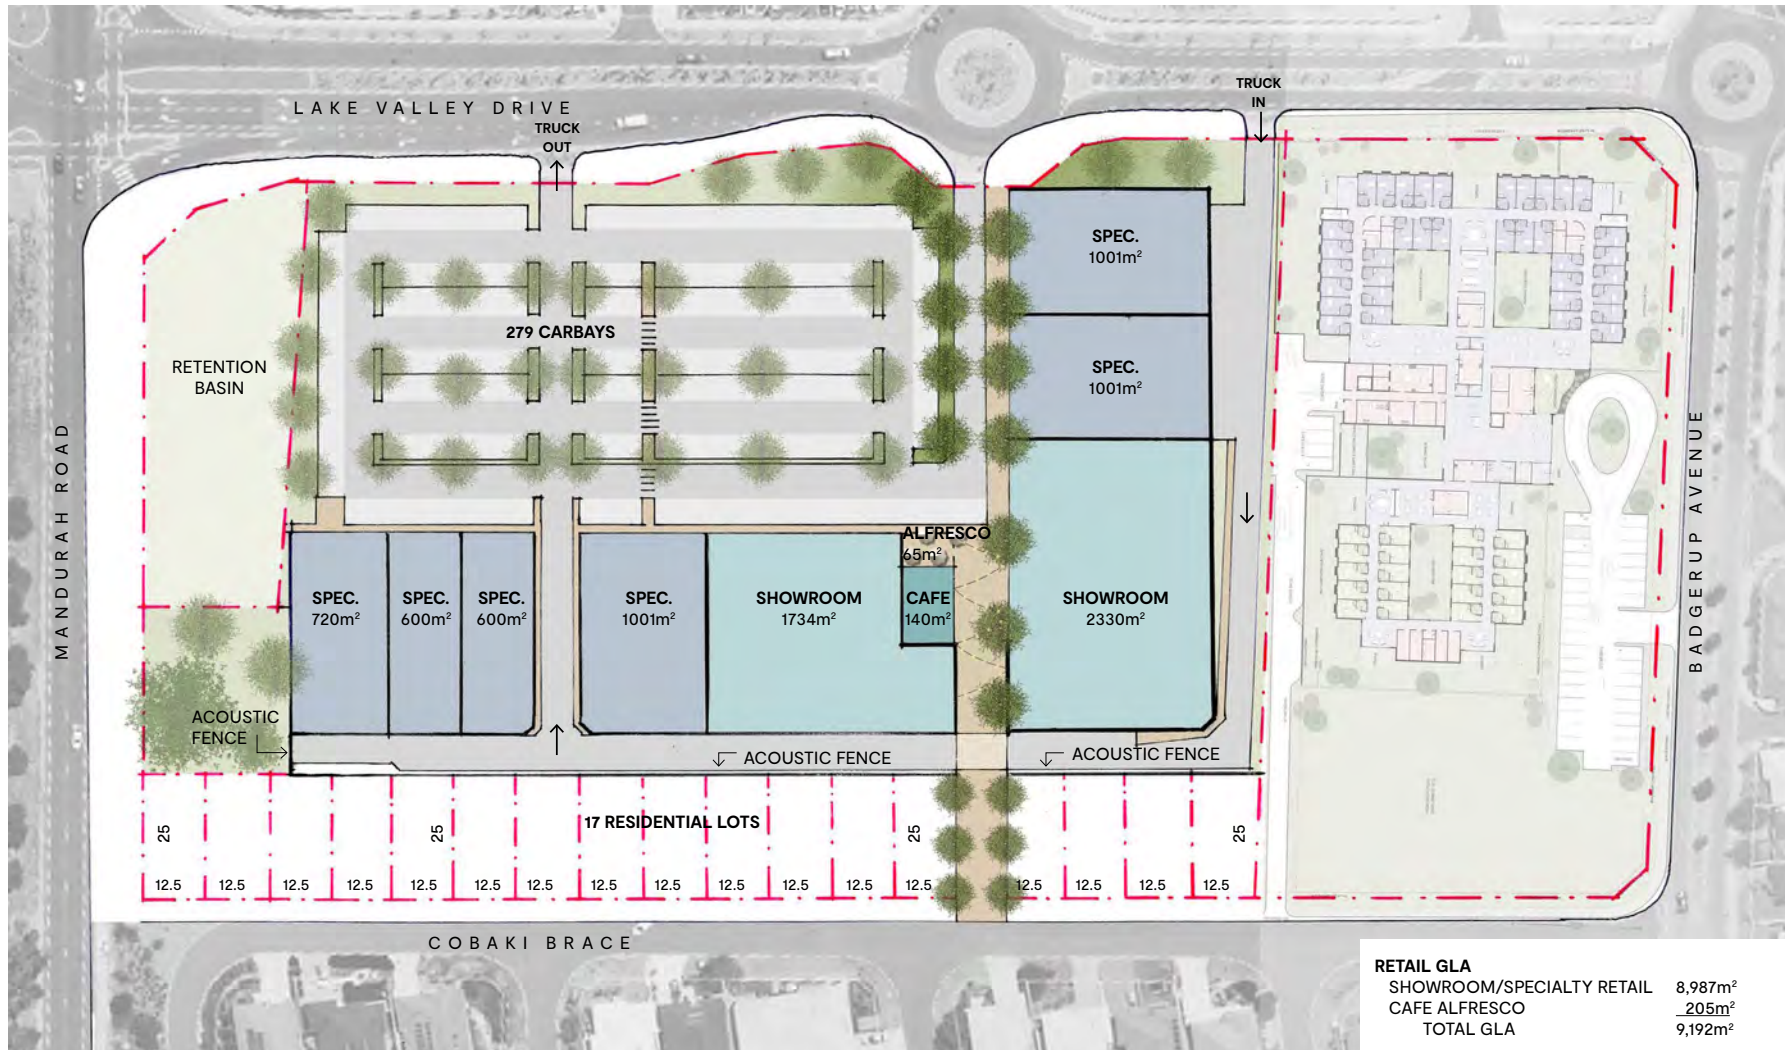 LAKE VALLEY DRIVE
TRUCK
OUT
TRUCK
IN
SPEC.
1001m²
279 CARBAYS
SPEC.
1001m²
RETENTION
BASIN
MANDURAH ROAD
BADGERUP AVENUE
ALFRESCO
65m²
SPEC.
720m²
SPEC.
600m²
SPEC.
600m²
SPEC.
1001m²
SHOWROOM
1734m²
CAFE
140m²
SHOWROOM
2330m²
ACOUSTIC
FENCE
ACOUSTIC FENCE
ACOUSTIC FENCE
17 RESIDENTIAL LOTS
25
25
25
25
12.5 12.5 12.5 12.5 12.5 12.5 12.5 12.5 12.5 12.5 12.5 12.5 12.5 12.5 12.5 12.5 12.5
COBAKI BRACE
RETAIL GLA
SHOWROOM/SPECIALTY RETAIL 8,987m²
CAFE ALFRESCO 205m²
TOTAL GLA 9,192m²